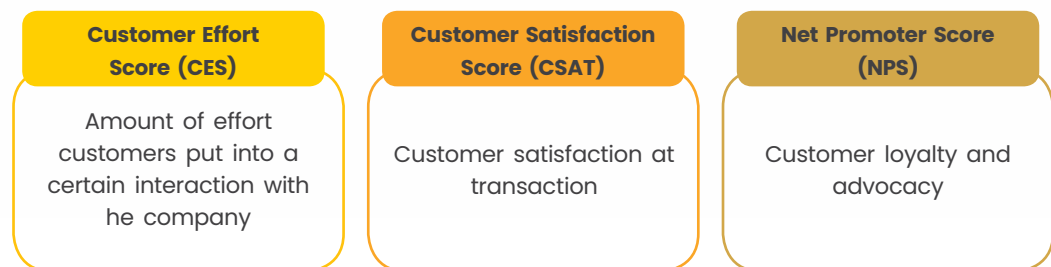 Customer Effort
Score (CES)
Amount of effort
customers put into a
certain interaction with
he company
Customer Satisfaction
Score (CSAT)
Customer satisfaction at
transaction
Net Promoter Score
(NPS)
Customer loyalty and
advocacy